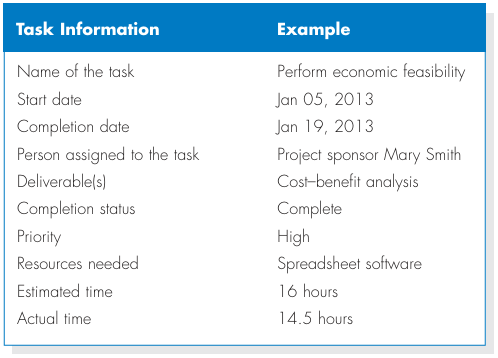 Task Information Example
Name of the task Perform economic feasibility
Start date Jan 05, 2013
Completion date Jan 19, 2013
Person assigned to the task Project sponsor Mary Smith
Deliverable(s) Cost–benefit analysis
Completion status Complete
Priority High
Resources needed Spreadsheet software
Estimated time 16 hours
Actual time 14.5 hours